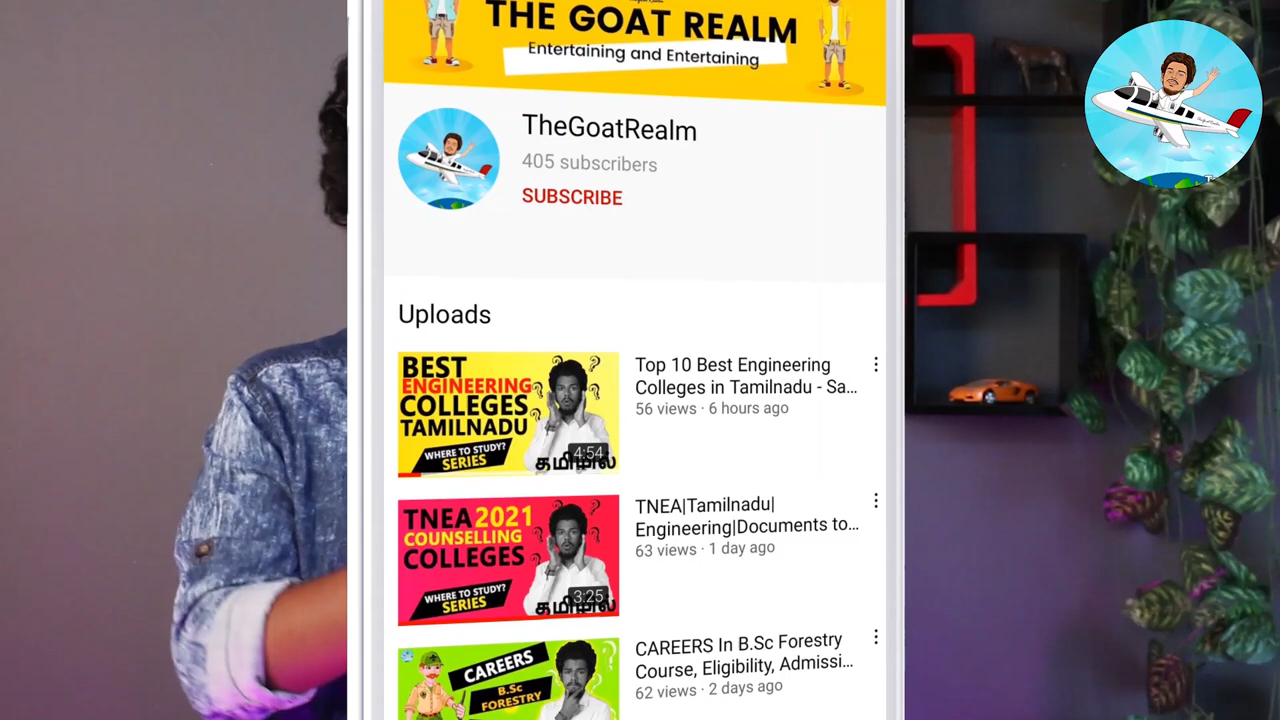 THE GOAT REALM
Entertaining and Entertaining
TheGoatRealm
405 subscribers
SUBSCRIBE
Uploads
BEST
ENGINEERING
COLLEGES
TAMILNADU
WHERE TO STUDY?
SERIES
4:54
தமிழில்
Top 10 Best Engineering
Colleges in Tamilnadu - Sa...
56 views · 6 hours ago
TNEA 2021
COUNSELLING
COLLEGES
WHERE TO STUDY?
SERIES
3:25
தமிழில்
TNEA|Tamilnadu|
Engineering|Documents to...
63 views · 1 day ago
CAREERS
B.Sc
FORESTRY
CAREERS In B.Sc Forestry
Course, Eligibility, Admissi...
62 views · 2 days ago